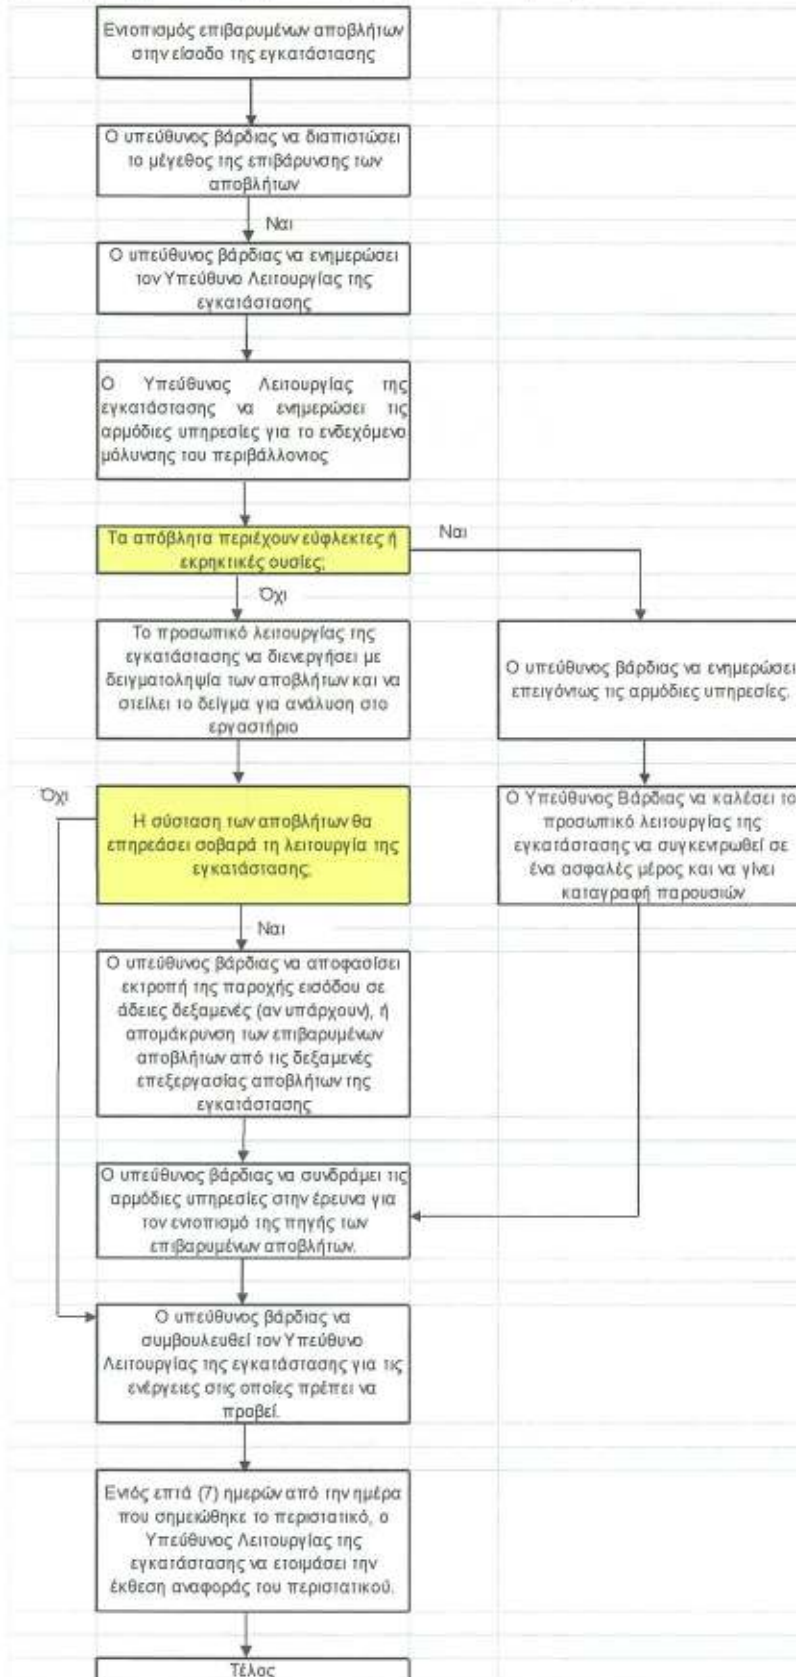 Εντοπισμός επιβαρυμένων αποβλήτων
στην είσοδο της εγκατάστασης
Ο υπεύθυνος βάρδιας να διαπιστώσει
το μέγεθος της επιβάρυνσης των
αποβλήτων
Ναι
Ο υπεύθυνος βάρδιας να ενημερώσει
τον Υπεύθυνο Λειτουργίας της
εγκατάστασης
Ο Υπεύθυνος Λειτουργίας της
εγκατάστασης να ενημερώσει τις
αρμόδιες υπηρεσίες για το ενδεχόμενο
μόλυνσης του περιβάλλοντος
Τα απόβλητα περιέχουν εύφλεκτες ή
εκρηκτικές ουσίες;
Ναι
Όχι
Το προσωπικό λειτουργίας της
εγκατάστασης να διενεργήσει με
δειγματοληψία των αποβλήτων και να
στείλει το δείγμα για ανάλυση στο
εργαστήριο
Ο υπεύθυνος βάρδιας να ενημερώσει
επειγόντως τις αρμόδιες υπηρεσίες.
Όχι
Η σύσταση των αποβλήτων θα
επηρεάσει σοβαρά τη λειτουργία της
εγκατάστασης;
Ο Υπεύθυνος Βάρδιας να καλέσει το
προσωπικό λειτουργίας της
εγκατάστασης να συγκεντρωθεί σε
ένα ασφαλές μέρος και να γίνει
καταγραφή παρουσιών
Ναι
Ο υπεύθυνος βάρδιας να αποφασίσει
εκτροπή της παροχής εισόδου σε
άδειες δεξαμενές (αν υπάρχουν), ή
απομάκρυνση των επιβαρυμένων
αποβλήτων από τις δεξαμενές
επεξεργασίας αποβλήτων της
εγκατάστασης
Ο υπεύθυνος βάρδιας να συνδράμει τις
αρμόδιες υπηρεσίες στην έρευνα για
τον εντοπισμό της πηγής των
επιβαρυμένων αποβλήτων.
Ο υπεύθυνος βάρδιας να
συμβουλευθεί τον Υπεύθυνο
Λειτουργίας της εγκατάστασης για τις
ενέργειες στις οποίες πρέπει να
προβεί.
Εντός επτά (7) ημερών από την ημέρα
που σημειώθηκε το περιστατικό, ο
Υπεύθυνος Λειτουργίας της
εγκατάστασης να ετοιμάσει την
έκθεση αναφοράς του περιστατικού.
Τέλος